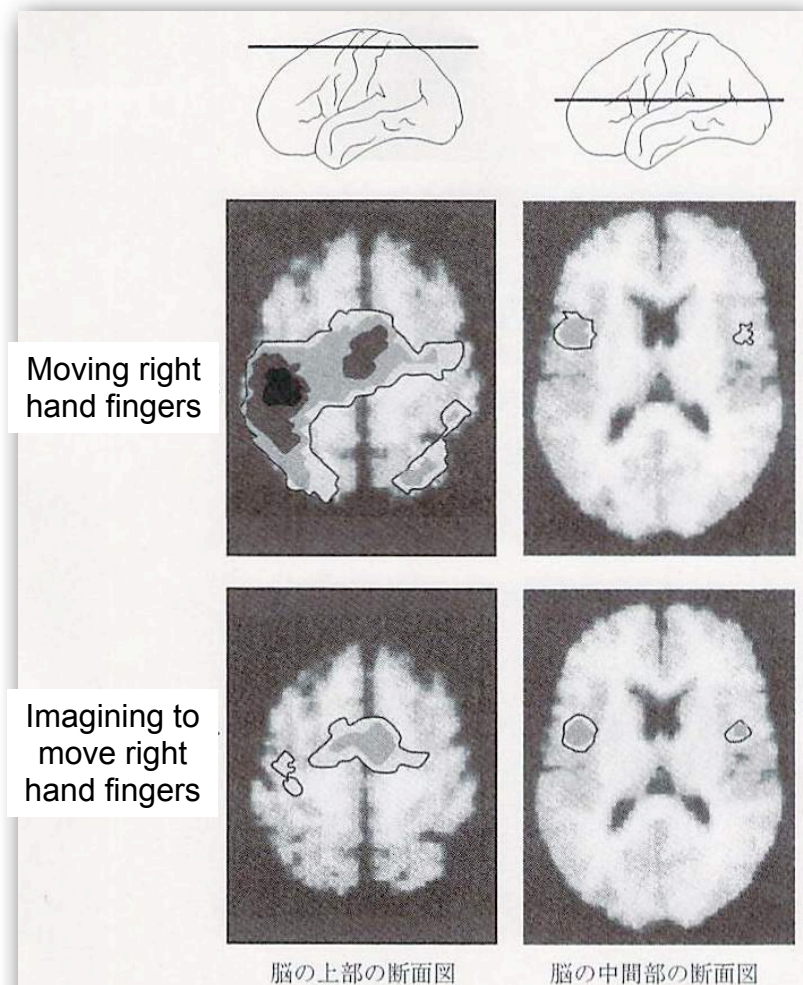 Moving right
hand fingers
Imagining to
move right
hand fingers
脳の上部の断面図
脳の中間部の断面図